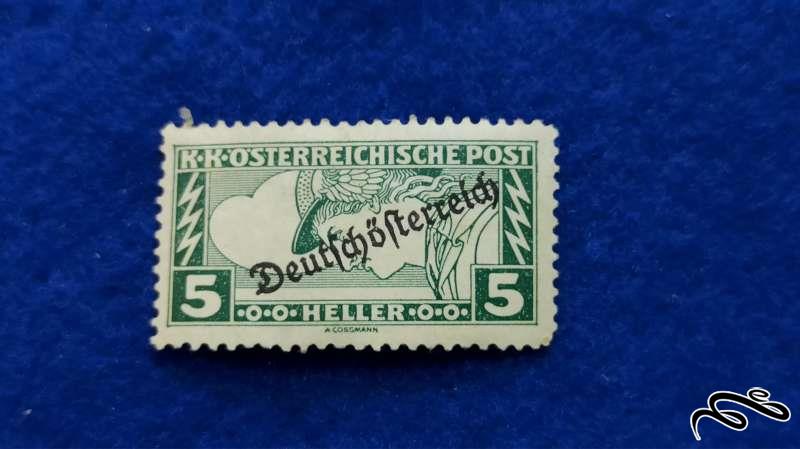 K·K·ÖSTERREICHISCHE POST
Deutschösterreich
5 ·O·O·HELLER·O·O· 5
A.COSSMANN